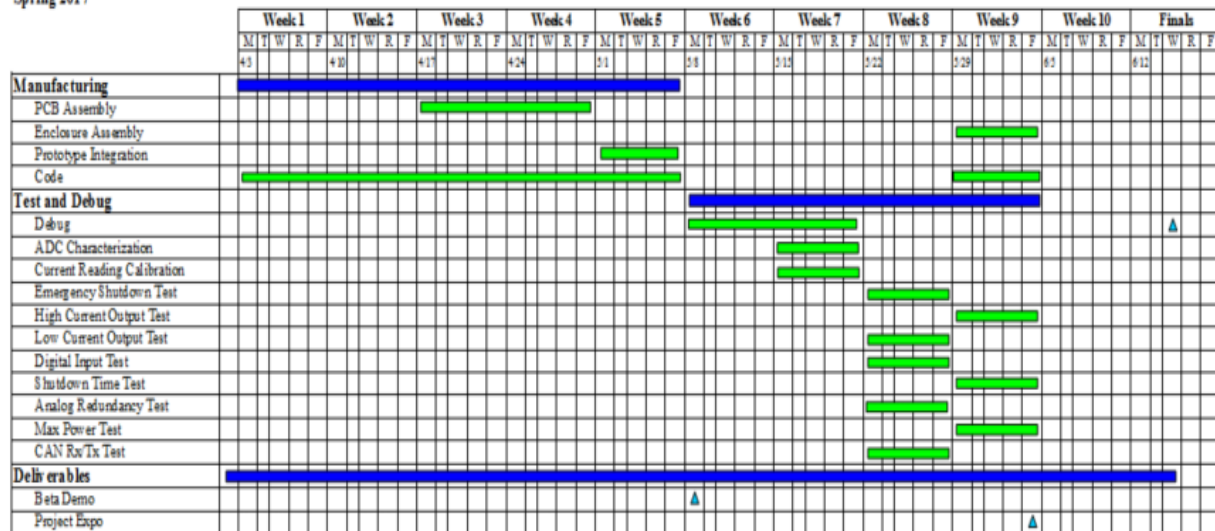 Spring 2017
Week 1 Week 2 Week 3 Week 4 Week 5 Week 6 Week 7 Week 8 Week 9 Week 10 Finals
M T W R F M T W R F M T W R F M T W R F M T W R F M T W R F M T W R F M T W R F M T W R F M T W R F M T W R F
4/3 4/10 4/17 4/24 5/1 5/8 5/15 5/22 5/29 6/5 6/12
Manufacturing
PCB Assembly
Enclosure Assembly
Prototype Integration
Code
Test and Debug
Debug
ADC Characterization
Current Reading Calibration
Emergency Shutdown Test
High Current Output Test
Low Current Output Test
Digital Input Test
Shutdown Time Test
Analog Redundancy Test
Max Power Test
CAN Rx/Tx Test
Deliverables
Beta Demo
Project Expo